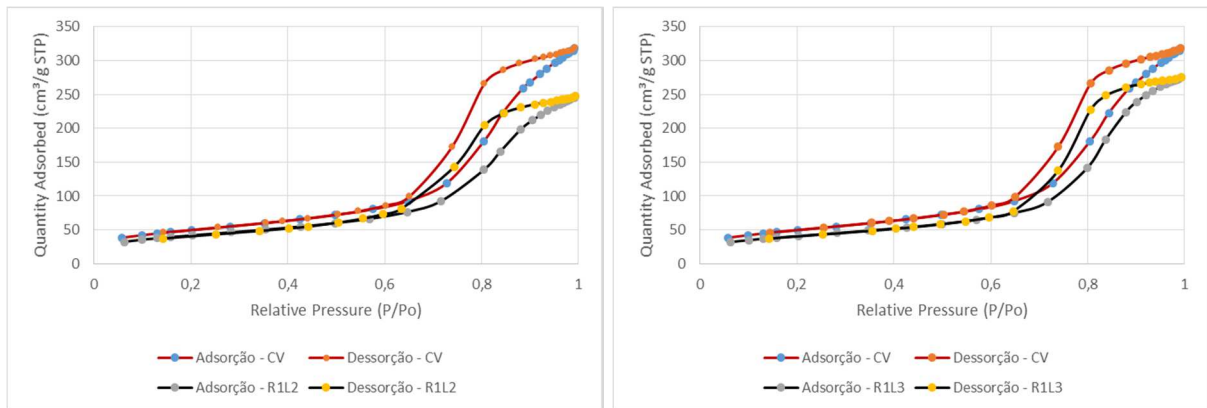 Quantity Adsorbed (cm³/g STP)
350
300
250
200
150
100
50
0
0 0,2 0,4 0,6 0,8 1
Relative Pressure (P/Po)
Adsorção - CV Dessorção - CV
Adsorção - R1L2 Dessorção - R1L2
Quantity Adsorbed (cm³/g STP)
350
300
250
200
150
100
50
0
0 0,2 0,4 0,6 0,8 1
Relative Pressure (P/Po)
Adsorção - CV Dessorção - CV
Adsorção - R1L3 Dessorção - R1L3